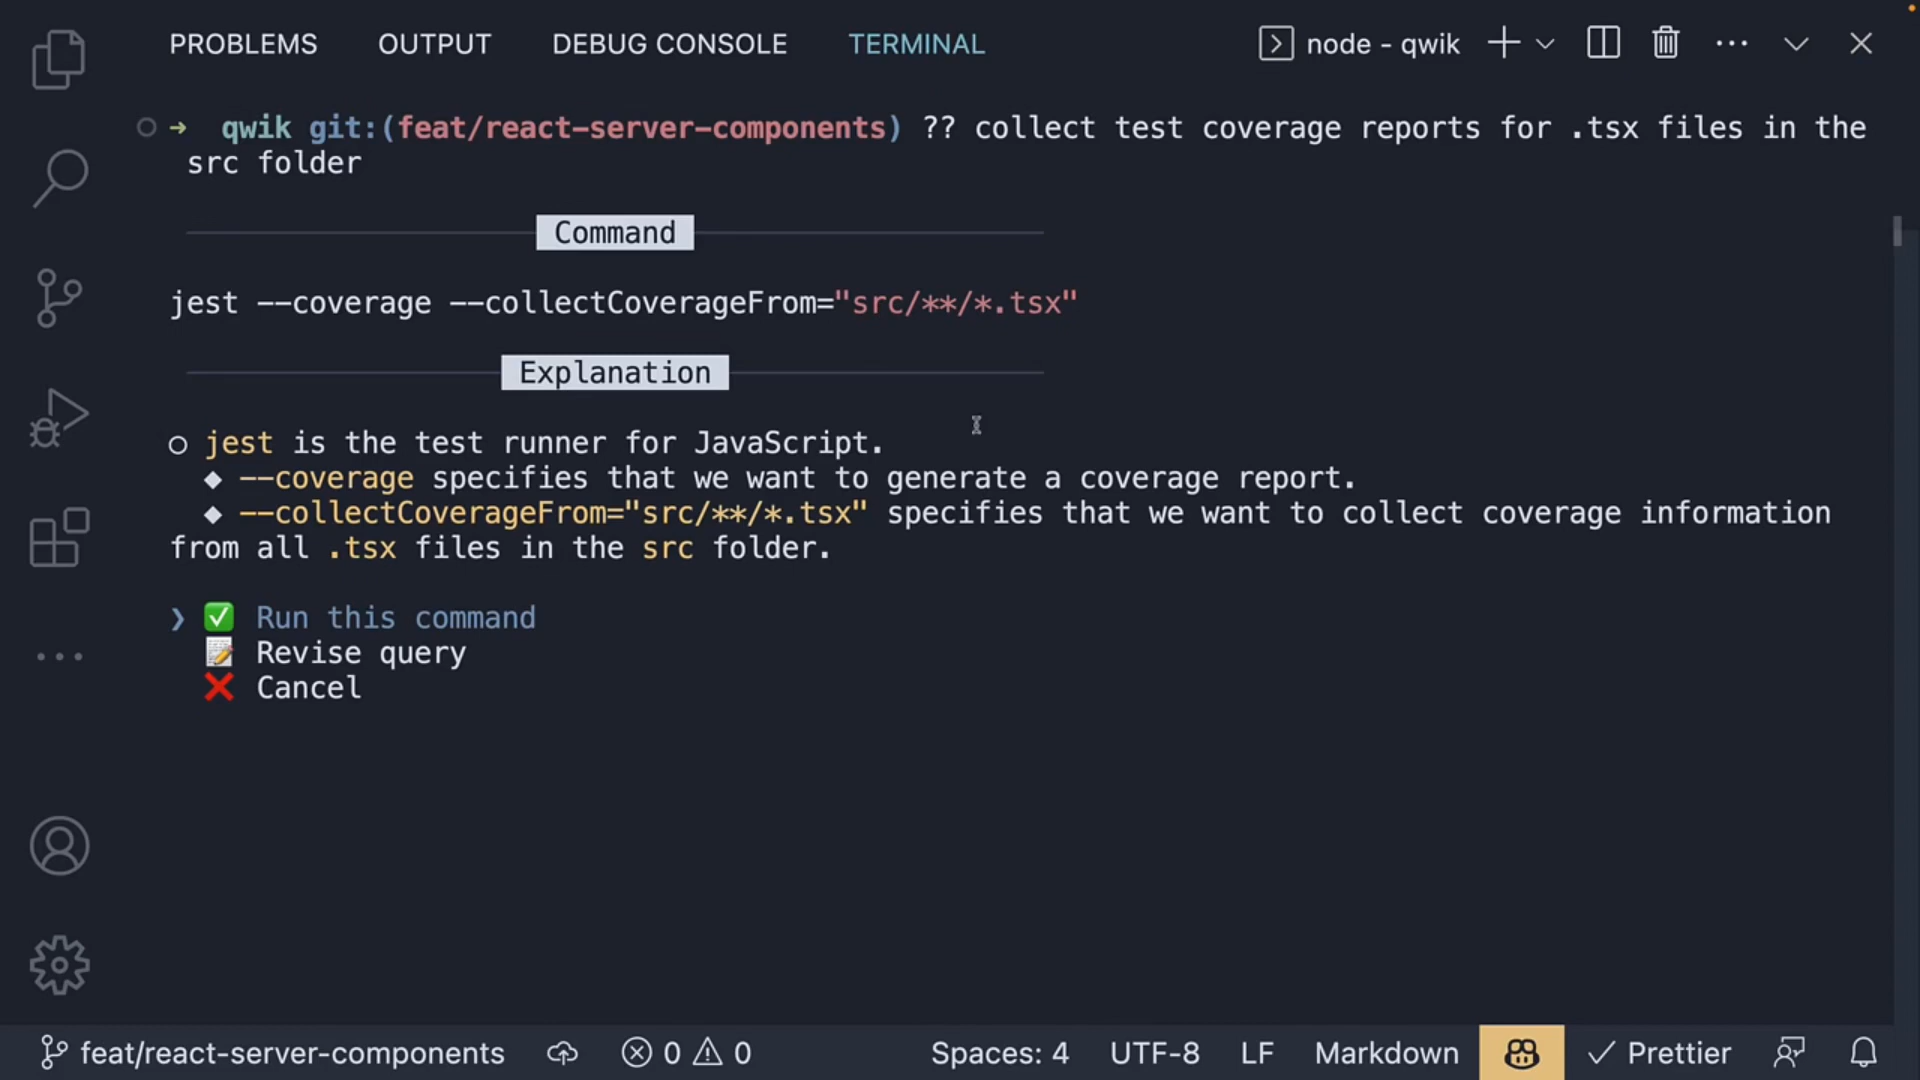 PROBLEMS OUTPUT DEBUG CONSOLE TERMINAL node - qwik
→ qwik git:(feat/react-server-components) ?? collect test coverage reports for .tsx files in the
src folder
Command
jest --coverage --collectCoverageFrom="src/**/*.tsx"
Explanation
○ jest is the test runner for JavaScript.
◆ --coverage specifies that we want to generate a coverage report.
◆ --collectCoverageFrom="src/**/*.tsx" specifies that we want to collect coverage information
from all .tsx files in the src folder.
❯ ✅ Run this command
📝 Revise query
❌ Cancel
feat/react-server-components 0 0 Spaces: 4 UTF-8 LF Markdown Prettier